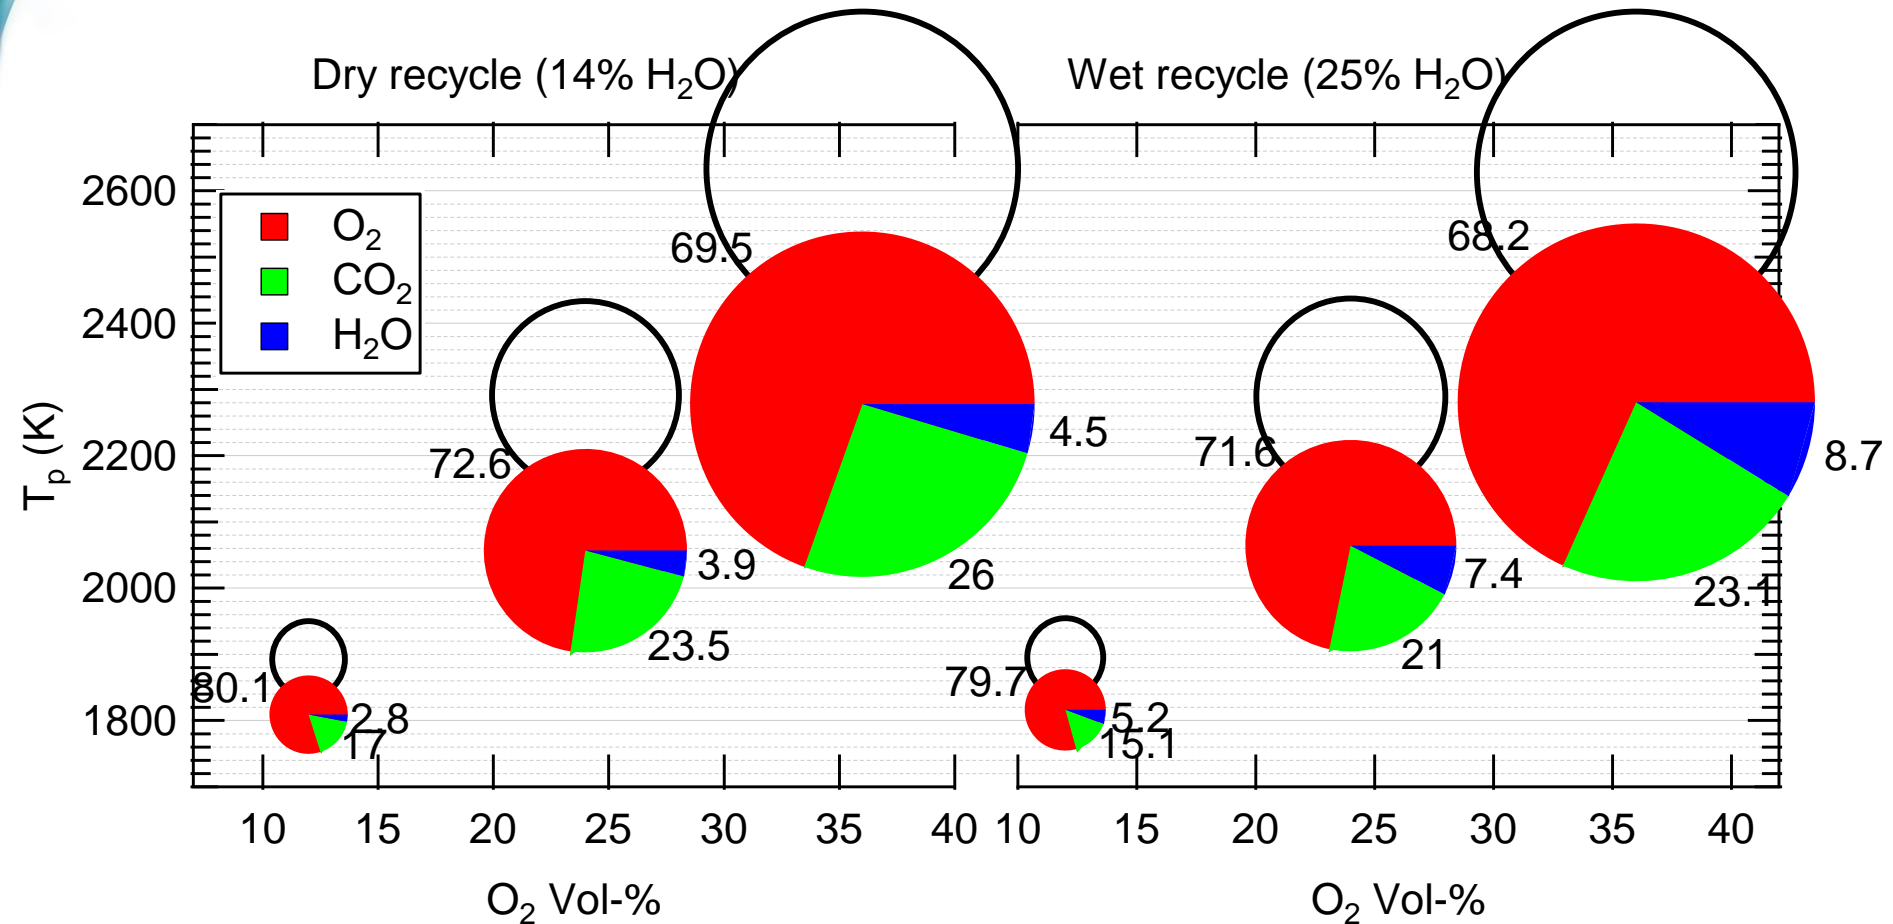 Dry recycle (14% H₂O)
Wet recycle (25% H₂O)
O₂
CO₂
H₂O
Tₚ (K)
2600
2400
2200
2000
1800
69.5
4.5
26
72.6
3.9
23.5
80.1
2.8
17
68.2
8.7
23.1
71.6
7.4
21
79.7
5.2
15.1
10 15 20 25 30 35 40
10 15 20 25 30 35 40
O₂ Vol-%
O₂ Vol-%